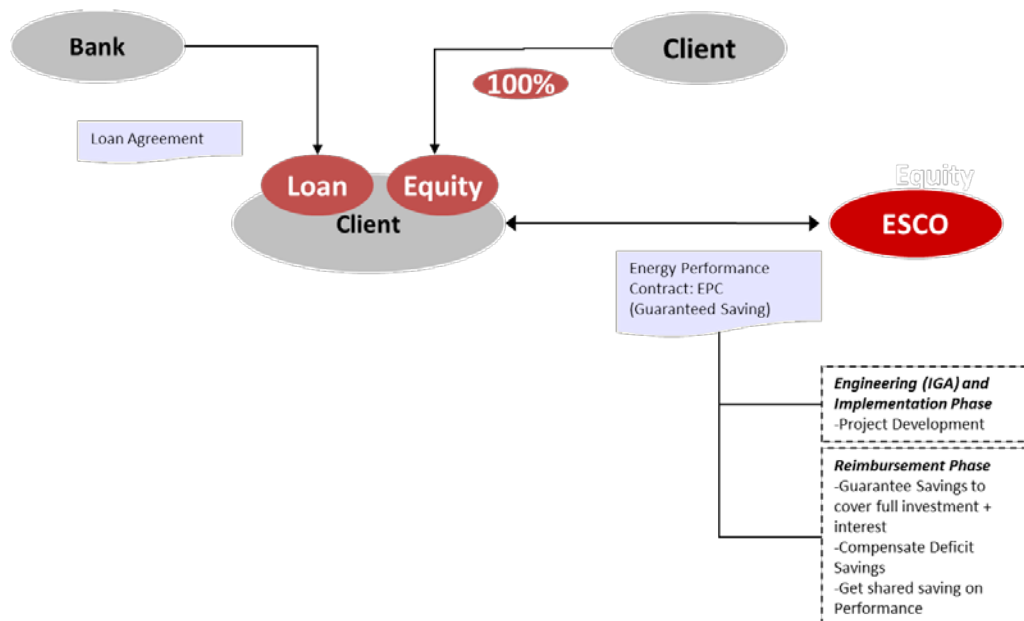 Bank
Client
100%
Loan Agreement
Loan
Equity
Client
Equity
ESCO
Energy Performance
Contract: EPC
(Guaranteed Saving)
Engineering (IGA) and
Implementation Phase
-Project Development
Reimbursement Phase
-Guarantee Savings to
cover full investment +
interest
-Compensate Deficit
Savings
-Get shared saving on
Performance